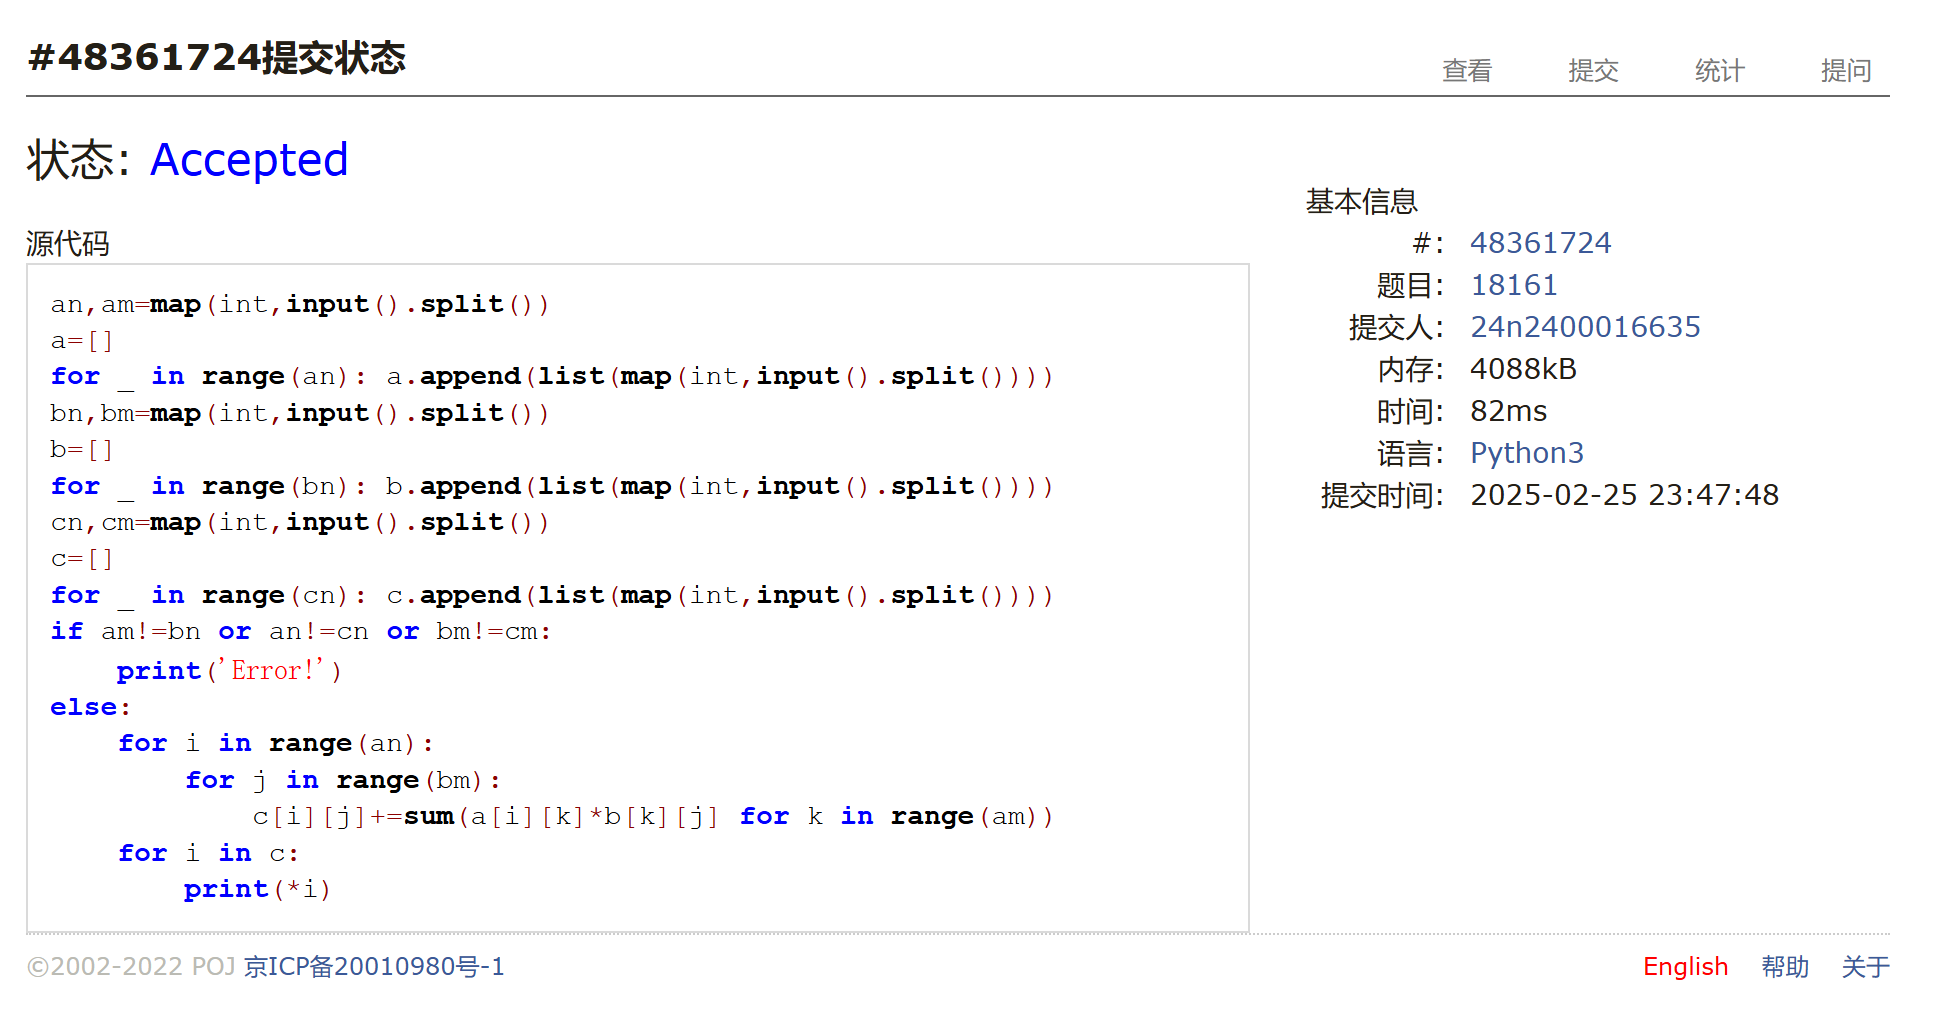 #48361724提交状态
查看 提交 统计 提问
状态: Accepted
源代码
an,am=map(int,input().split())
a=[]
for _ in range(an): a.append(list(map(int,input().split())))
bn,bm=map(int,input().split())
b=[]
for _ in range(bn): b.append(list(map(int,input().split())))
cn,cm=map(int,input().split())
c=[]
for _ in range(cn): c.append(list(map(int,input().split())))
if am!=bn or an!=cn or bm!=cm:
    print('Error!')
else:
    for i in range(an):
        for j in range(bm):
            c[i][j]+=sum(a[i][k]*b[k][j] for k in range(am))
    for i in c:
        print(*i)
基本信息
#: 48361724
题目: 18161
提交人: 24n2400016635
内存: 4088kB
时间: 82ms
语言: Python3
提交时间: 2025-02-25 23:47:48
©2002-2022 POJ 京ICP备20010980号-1
English 帮助 关于